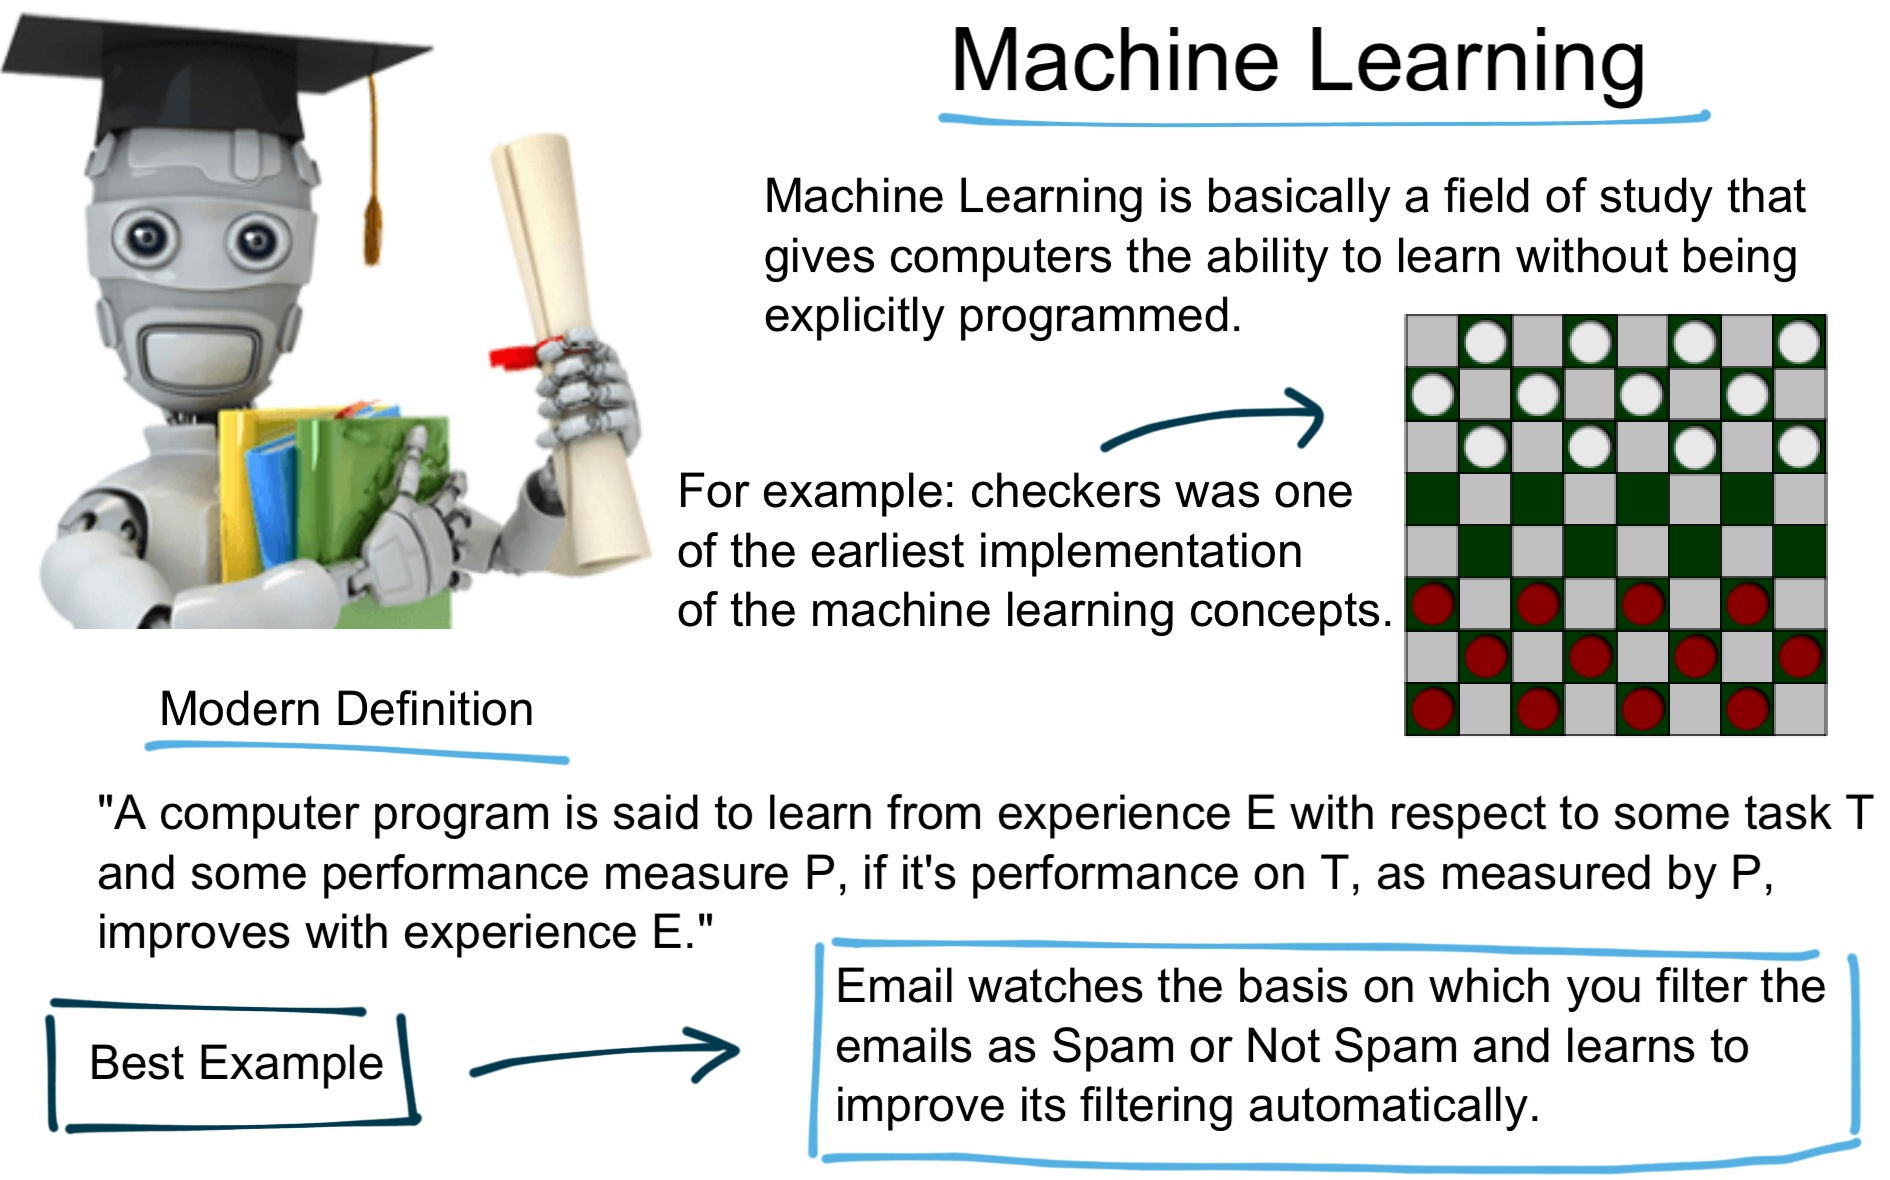 Machine Learning
Machine Learning is basically a field of study that
gives computers the ability to learn without being
explicitly programmed.
For example: checkers was one
of the earliest implementation
of the machine learning concepts.
Modern Definition
"A computer program is said to learn from experience E with respect to some task T
and some performance measure P, if it's performance on T, as measured by P,
improves with experience E."
Best Example
Email watches the basis on which you filter the
emails as Spam or Not Spam and learns to
improve its filtering automatically.